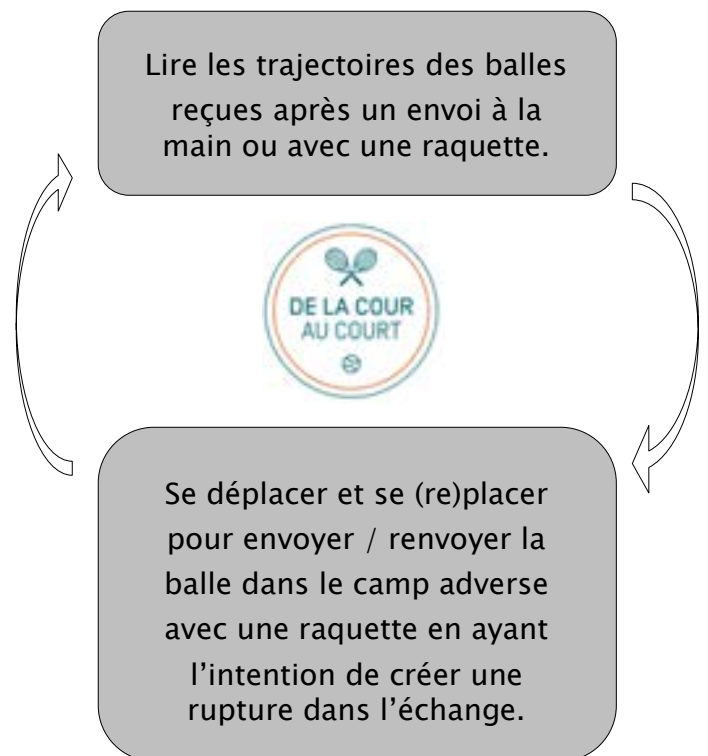 Lire les trajectoires des balles
reçues après un envoi à la
main ou avec une raquette.
DE LA COUR
AU COURT
Se déplacer et se (re)placer
pour envoyer / renvoyer la
balle dans le camp adverse
avec une raquette en ayant
l’intention de créer une
rupture dans l’échange.